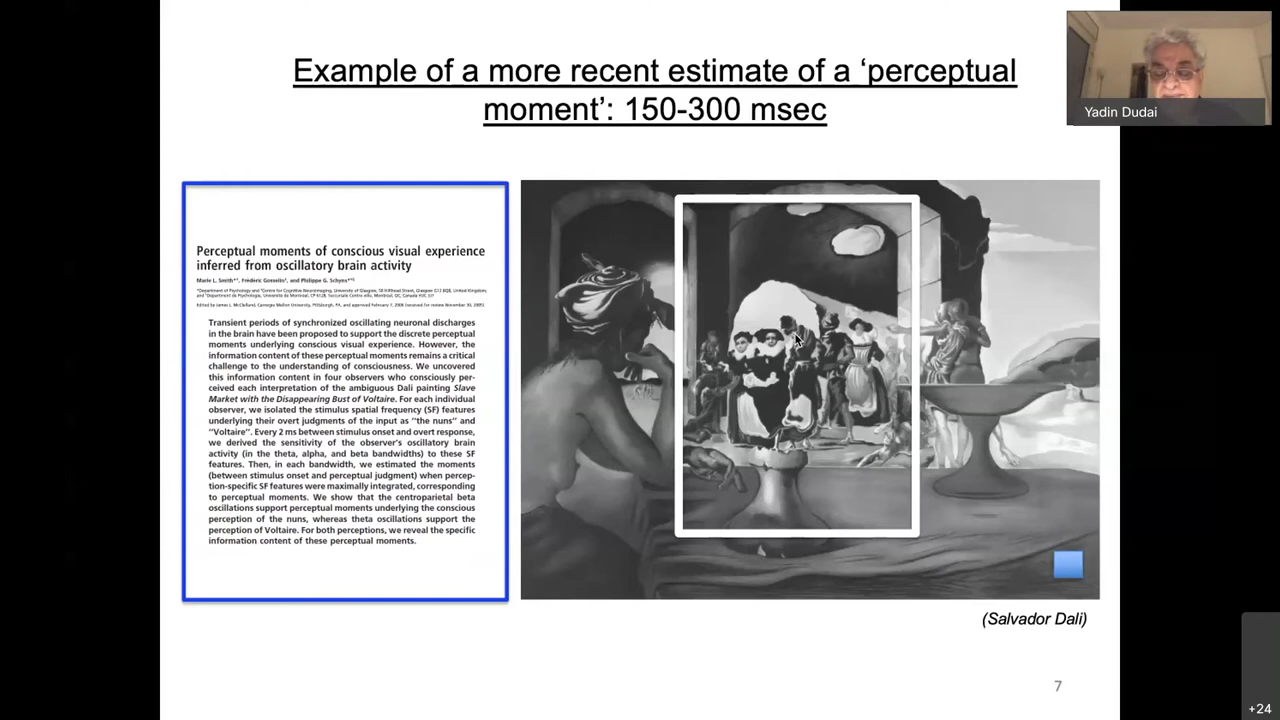 Example of a more recent estimate of a ‘perceptual
moment’: 150-300 msec
Yadin Dudai
Perceptual moments of conscious visual experience
inferred from oscillatory brain activity
Marie L. Smith*†, Frédéric Gosselin‡, and Philippe G. Schyns*†§
Transient periods of synchronized oscillating neuronal discharges
in the brain have been proposed to support the discrete perceptual
moments underlying conscious visual experience. However, the
information content of these perceptual moments remains a critical
challenge to the understanding of consciousness. We uncovered
this information content in four observers who consciously per-
ceived each interpretation of the ambiguous Dali painting Slave
Market with the Disappearing Bust of Voltaire. For each individual
observer, we isolated the stimulus spatial frequency (SF) features
underlying their overt judgments of the input as ‘‘the nuns’’ and
‘‘Voltaire’’. Every 2 ms between stimulus onset and overt response,
we derived the sensitivity of the observer’s oscillatory brain
activity (in the theta, alpha, and beta bandwidths) to these SF
features. Then, in each bandwidth, we estimated the moments
(between stimulus onset and perceptual judgment) when percep-
tion-specific SF features were maximally integrated, corresponding
to perceptual moments. We show that the centroparietal beta
oscillations support perceptual moments underlying the conscious
perception of the nuns, whereas theta oscillations support the
perception of Voltaire. For both perceptions, we reveal the specific
information content of these perceptual moments.
(Salvador Dali)
7
+24